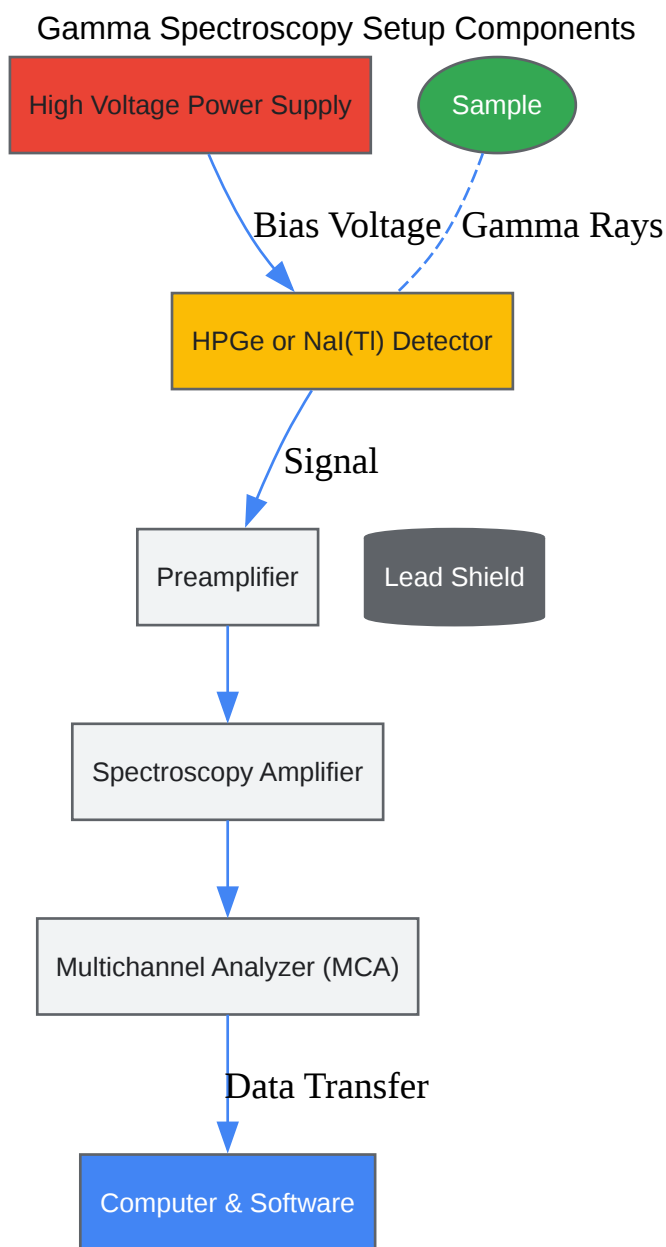 Gamma Spectroscopy Setup Components
High Voltage Power Supply
Sample
Bias Voltage
Gamma Rays
HPGe or NaI(Tl) Detector
Signal
Preamplifier
Lead Shield
Spectroscopy Amplifier
Multichannel Analyzer (MCA)
Data Transfer
Computer & Software